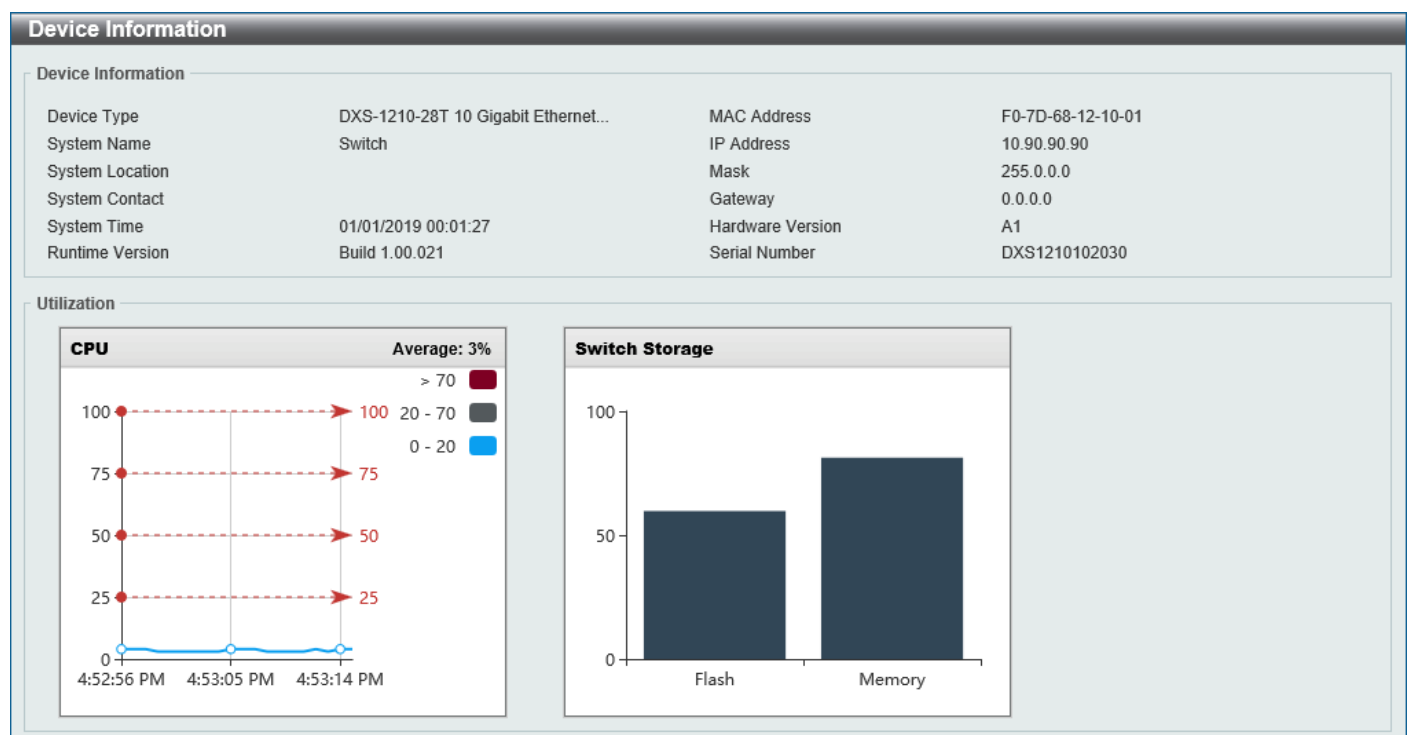 Device Information
Device Information
Device Type DXS-1210-28T 10 Gigabit Ethernet... MAC Address F0-7D-68-12-10-01
System Name Switch IP Address 10.90.90.90
System Location Mask 255.0.0.0
System Contact Gateway 0.0.0.0
System Time 01/01/2019 00:01:27 Hardware Version A1
Runtime Version Build 1.00.021 Serial Number DXS1210102030
Utilization
CPU Average: 3%
> 70
100 100 20 - 70
0 - 20
75 75
50 50
25 25
0
4:52:56 PM 4:53:05 PM 4:53:14 PM
Switch Storage
100
50
0
Flash Memory